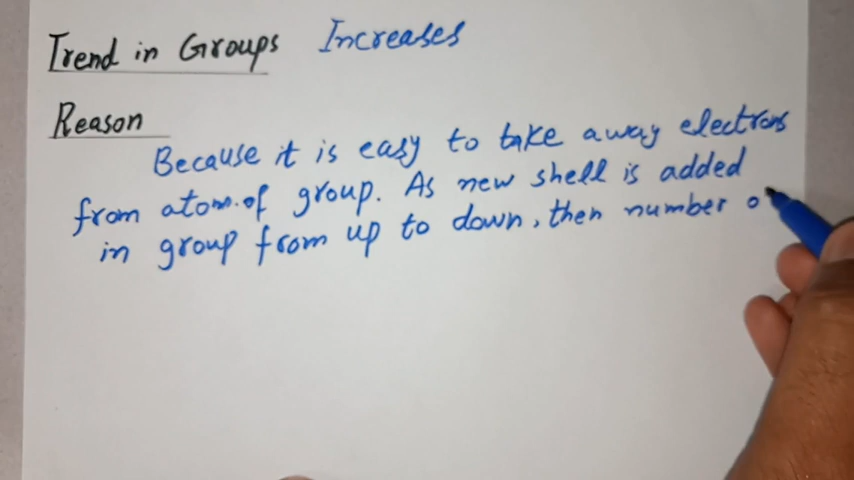 Trend in Groups Increases
Reason
Because it is easy to take away electrons
from atom.of group. As new shell is added
in group from up to down, then number o